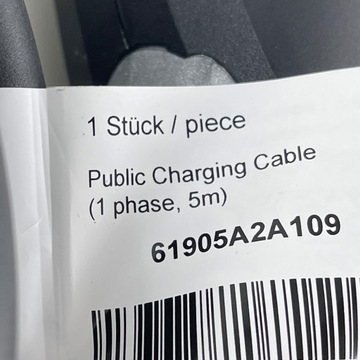 1 Stück / piece
Public Charging Cable
(1 phase, 5m)
61905A2A109